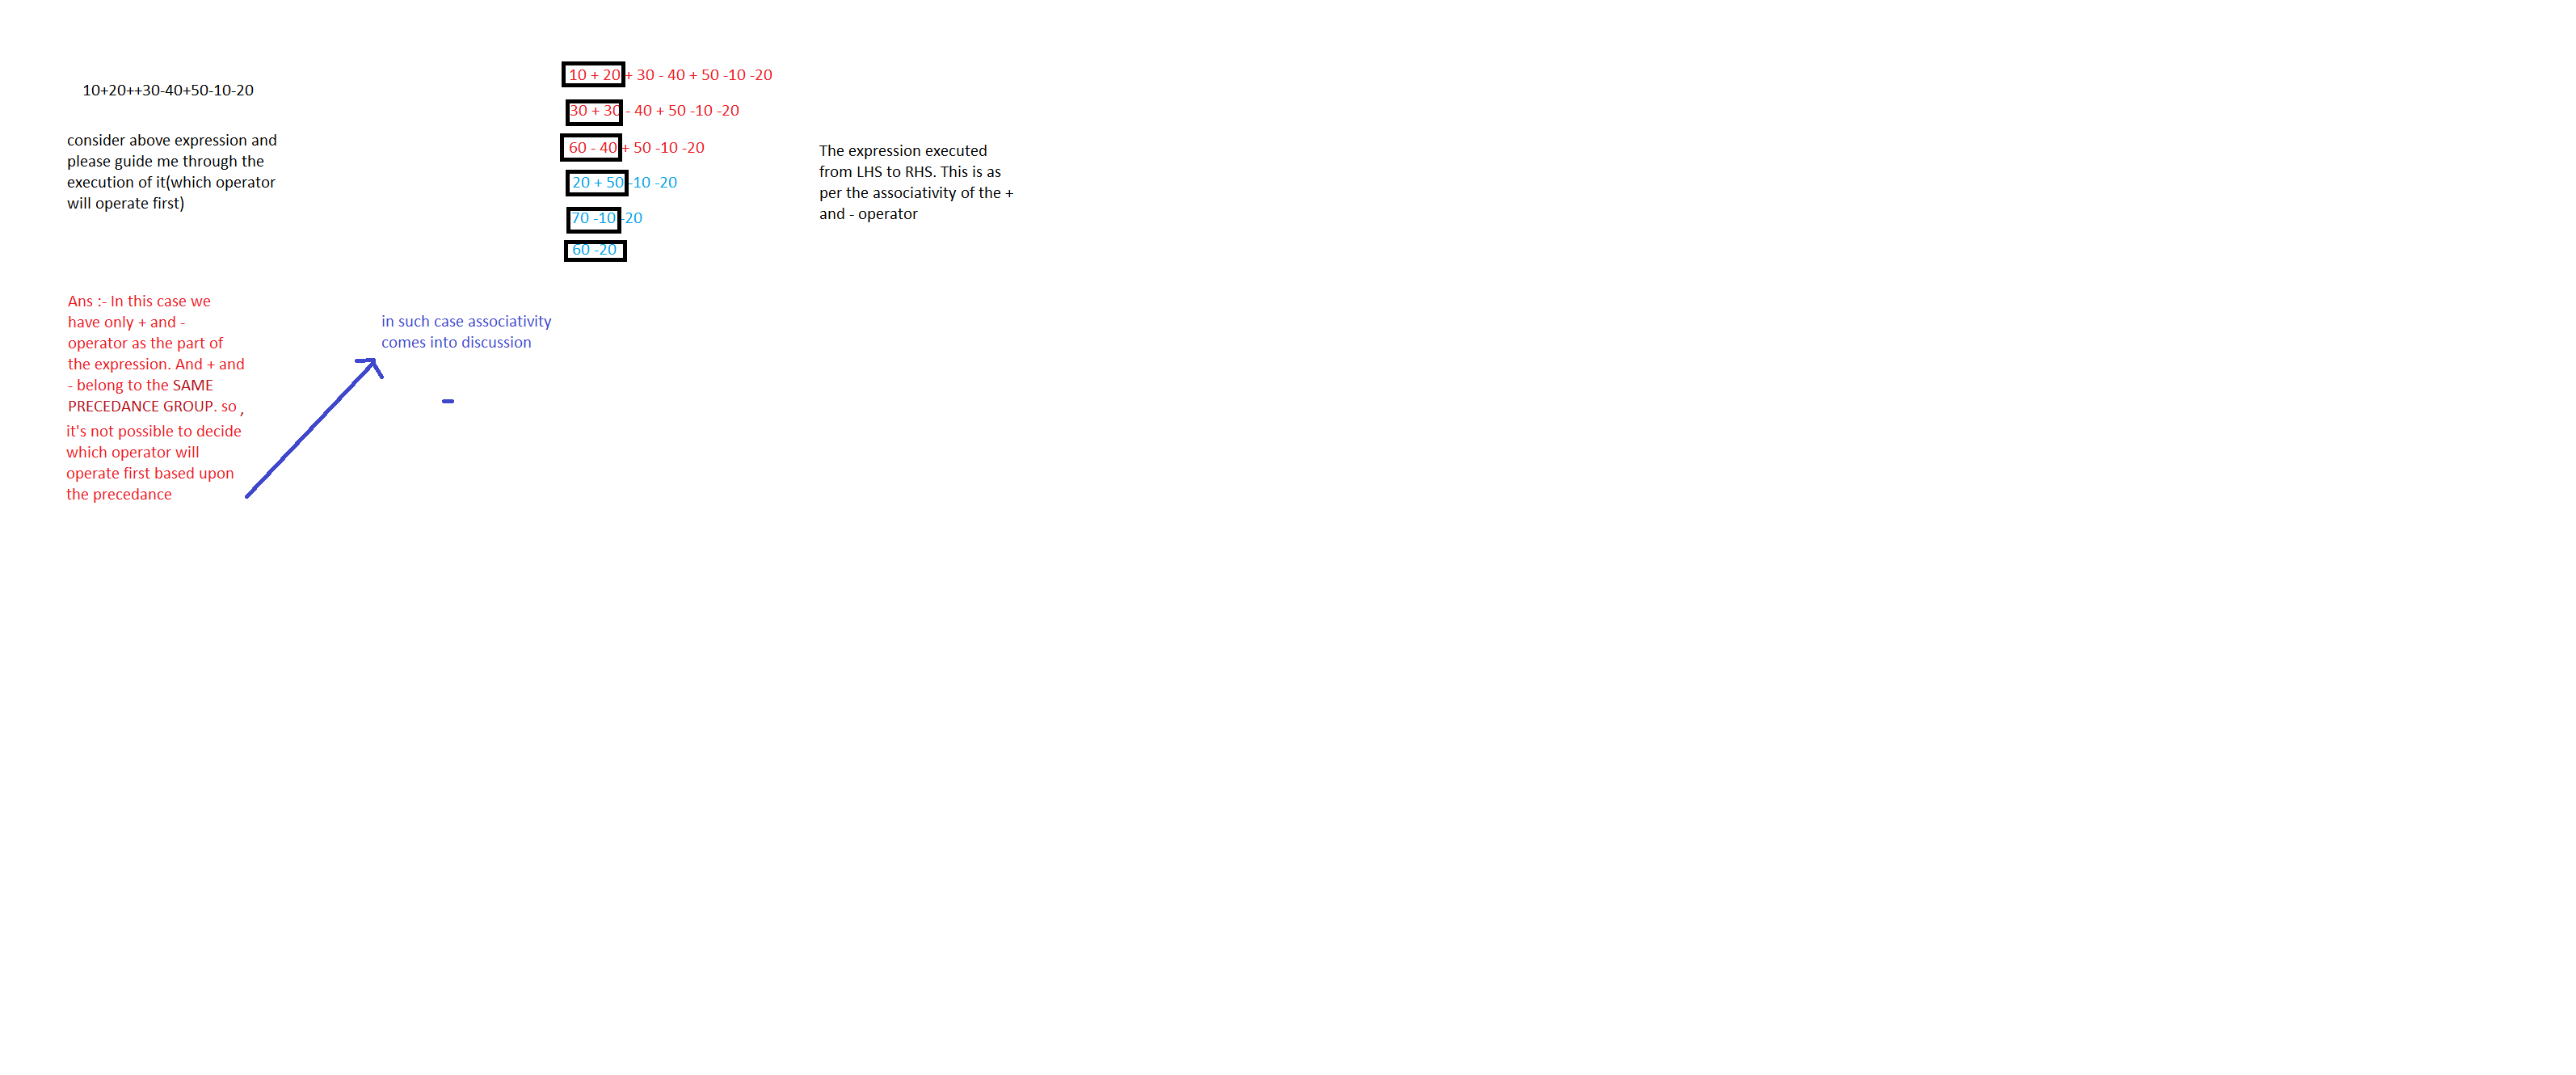 10+20++30-40+50-10-20
consider above expression and
please guide me through the
execution of it(which operator
will operate first)
10 + 20 + 30 - 40 + 50 -10 -20
30 + 30 - 40 + 50 -10 -20
60 - 40 + 50 -10 -20
20 + 50 -10 -20
70 -10 -20
60 -20
The expression executed
from LHS to RHS. This is as
per the associativity of the +
and - operator
Ans :- In this case we
have only + and -
operator as the part of
the expression. And + and
- belong to the SAME
PRECEDANCE GROUP. so ,
it's not possible to decide
which operator will
operate first based upon
the precedance
in such case associativity
comes into discussion